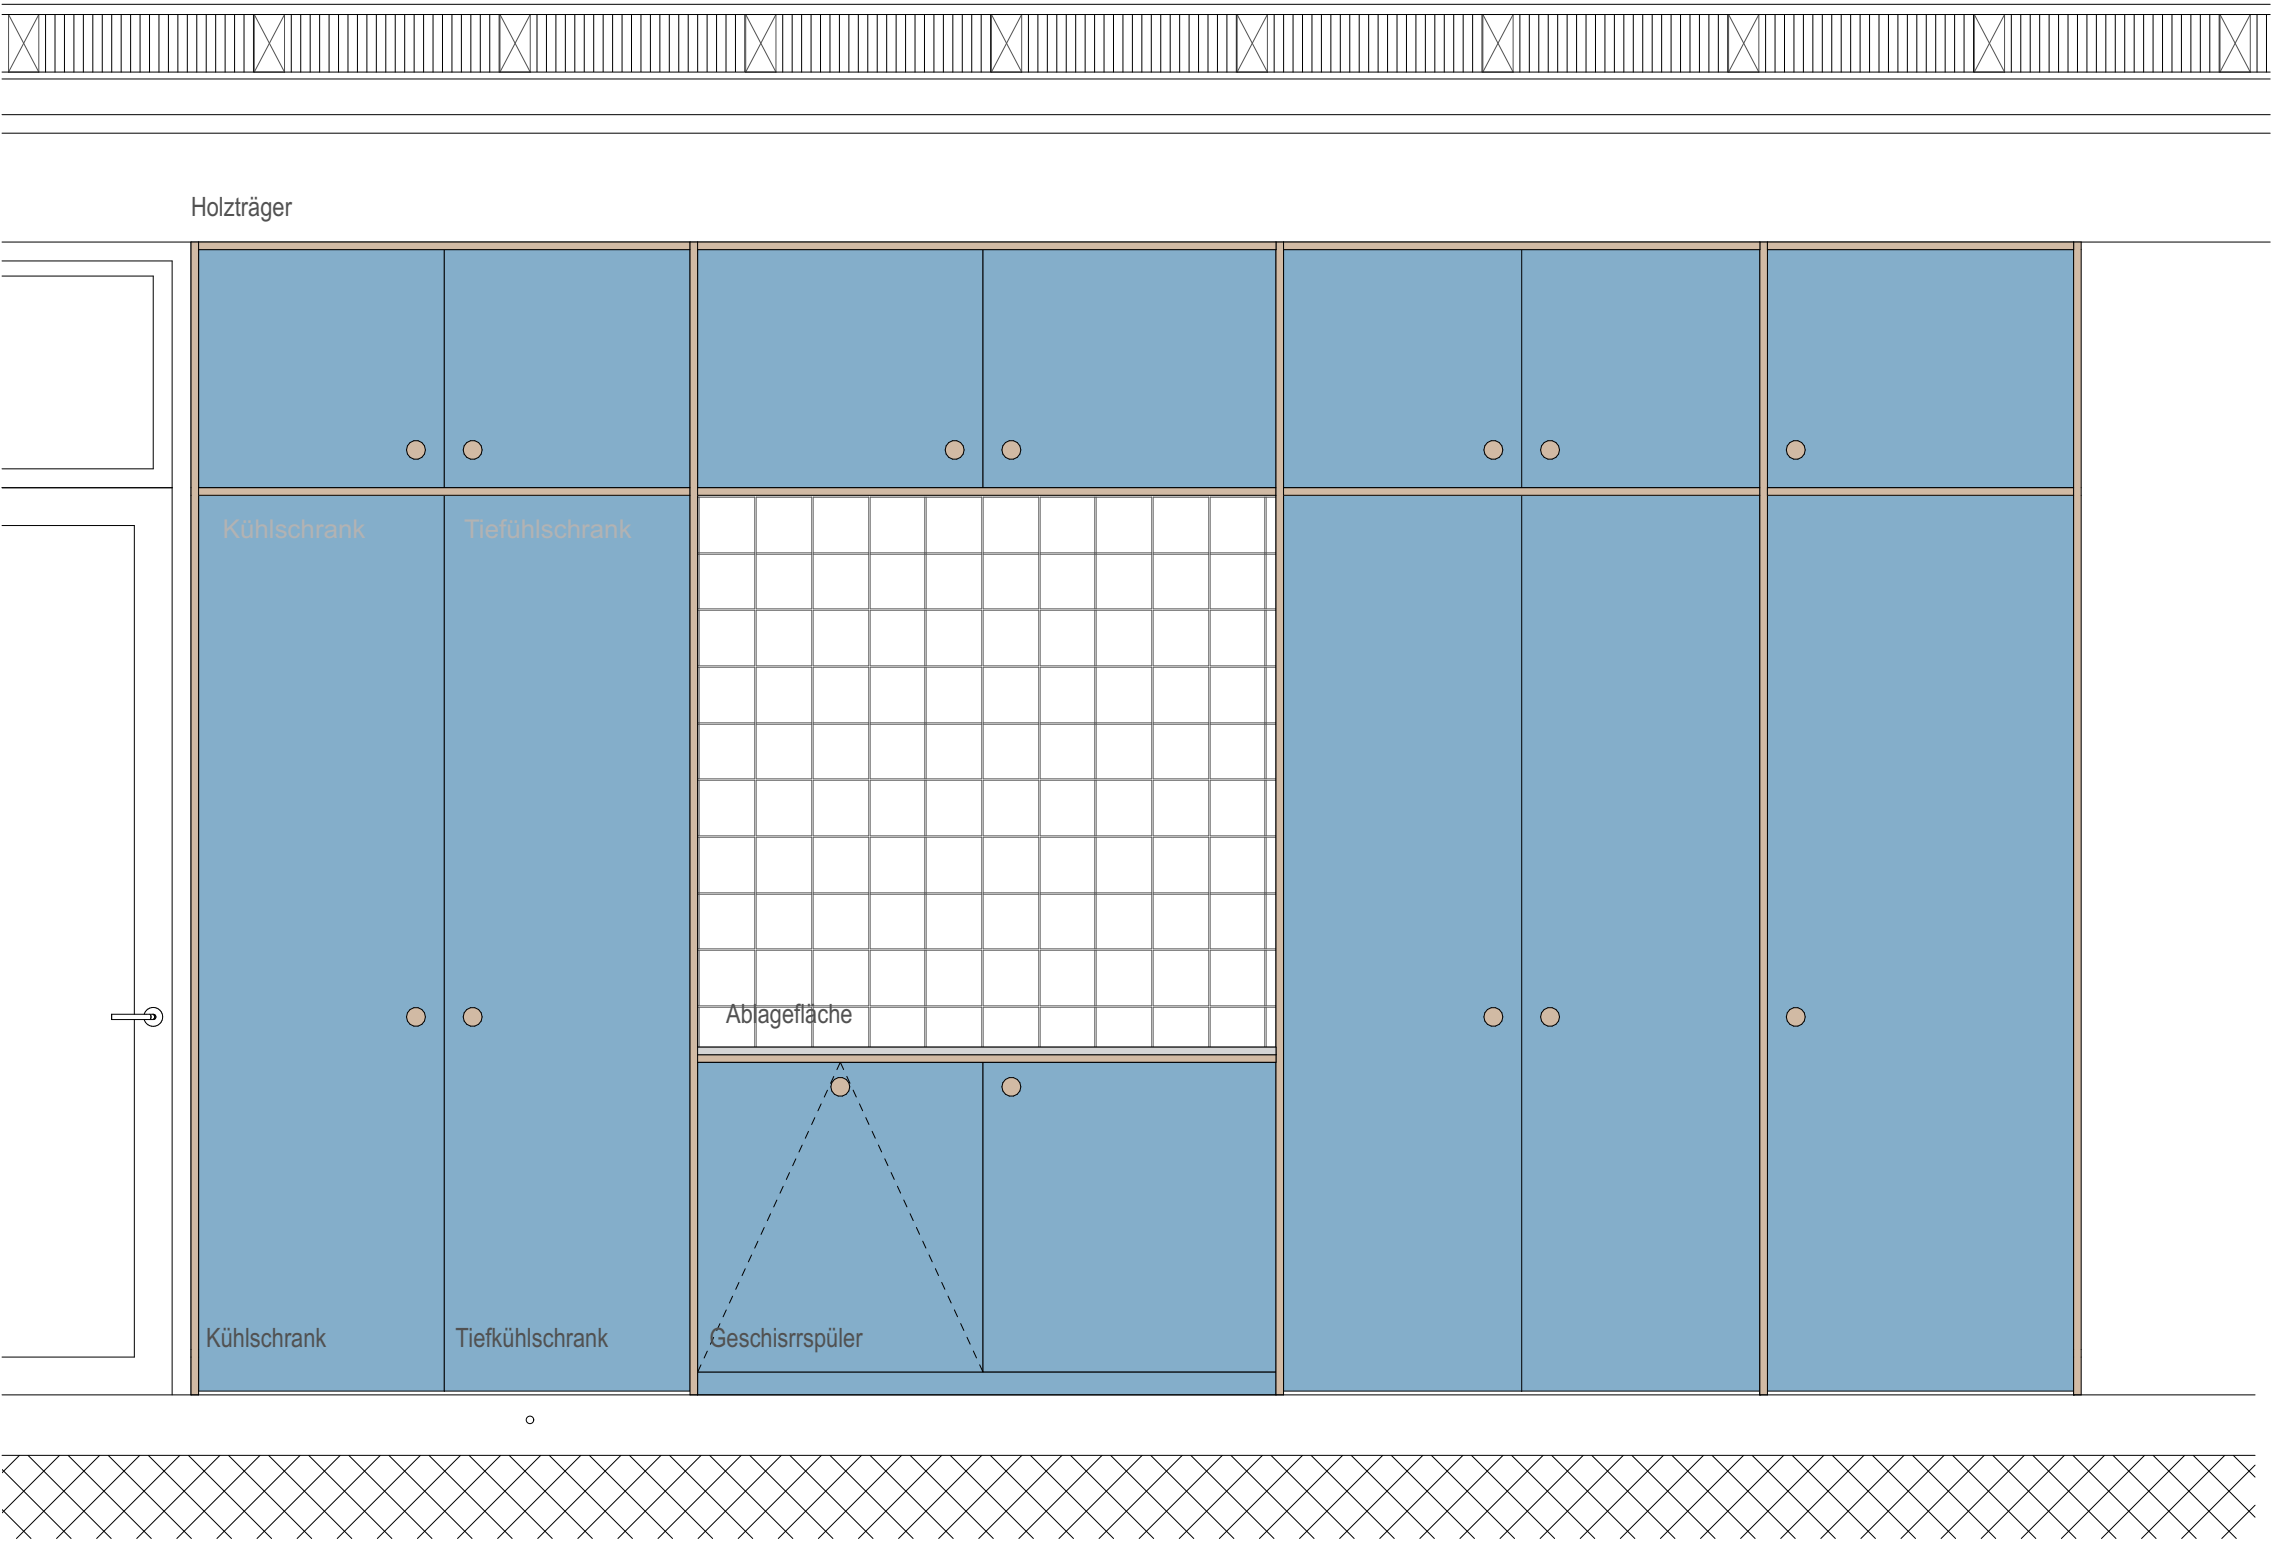 Holzträger
Kühlschrank
Tiefühlschrank
Ablagefläche
Kühlschrank
Tiefkühlschrank
Geschisrrspüler